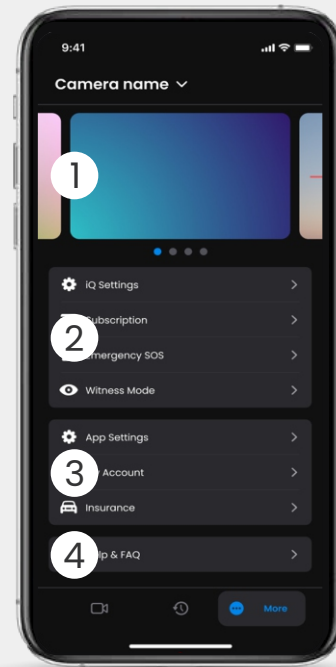 9:41
Camera name
1
iQ Settings
2
Subscription
Emergency SOS
Witness Mode
App Settings
3
Account
Insurance
4
& FAQ
More